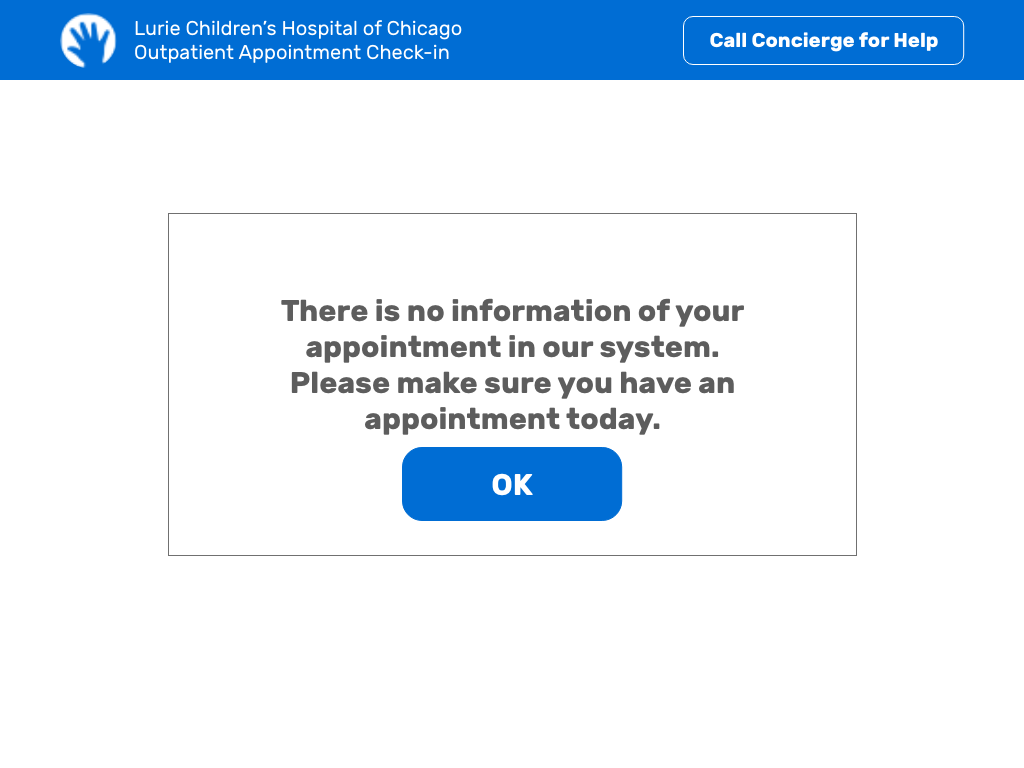 Lurie Children’s Hospital of Chicago
Outpatient Appointment Check-in
Call Concierge for Help
There is no information of your
appointment in our system.
Please make sure you have an
appointment today.
OK